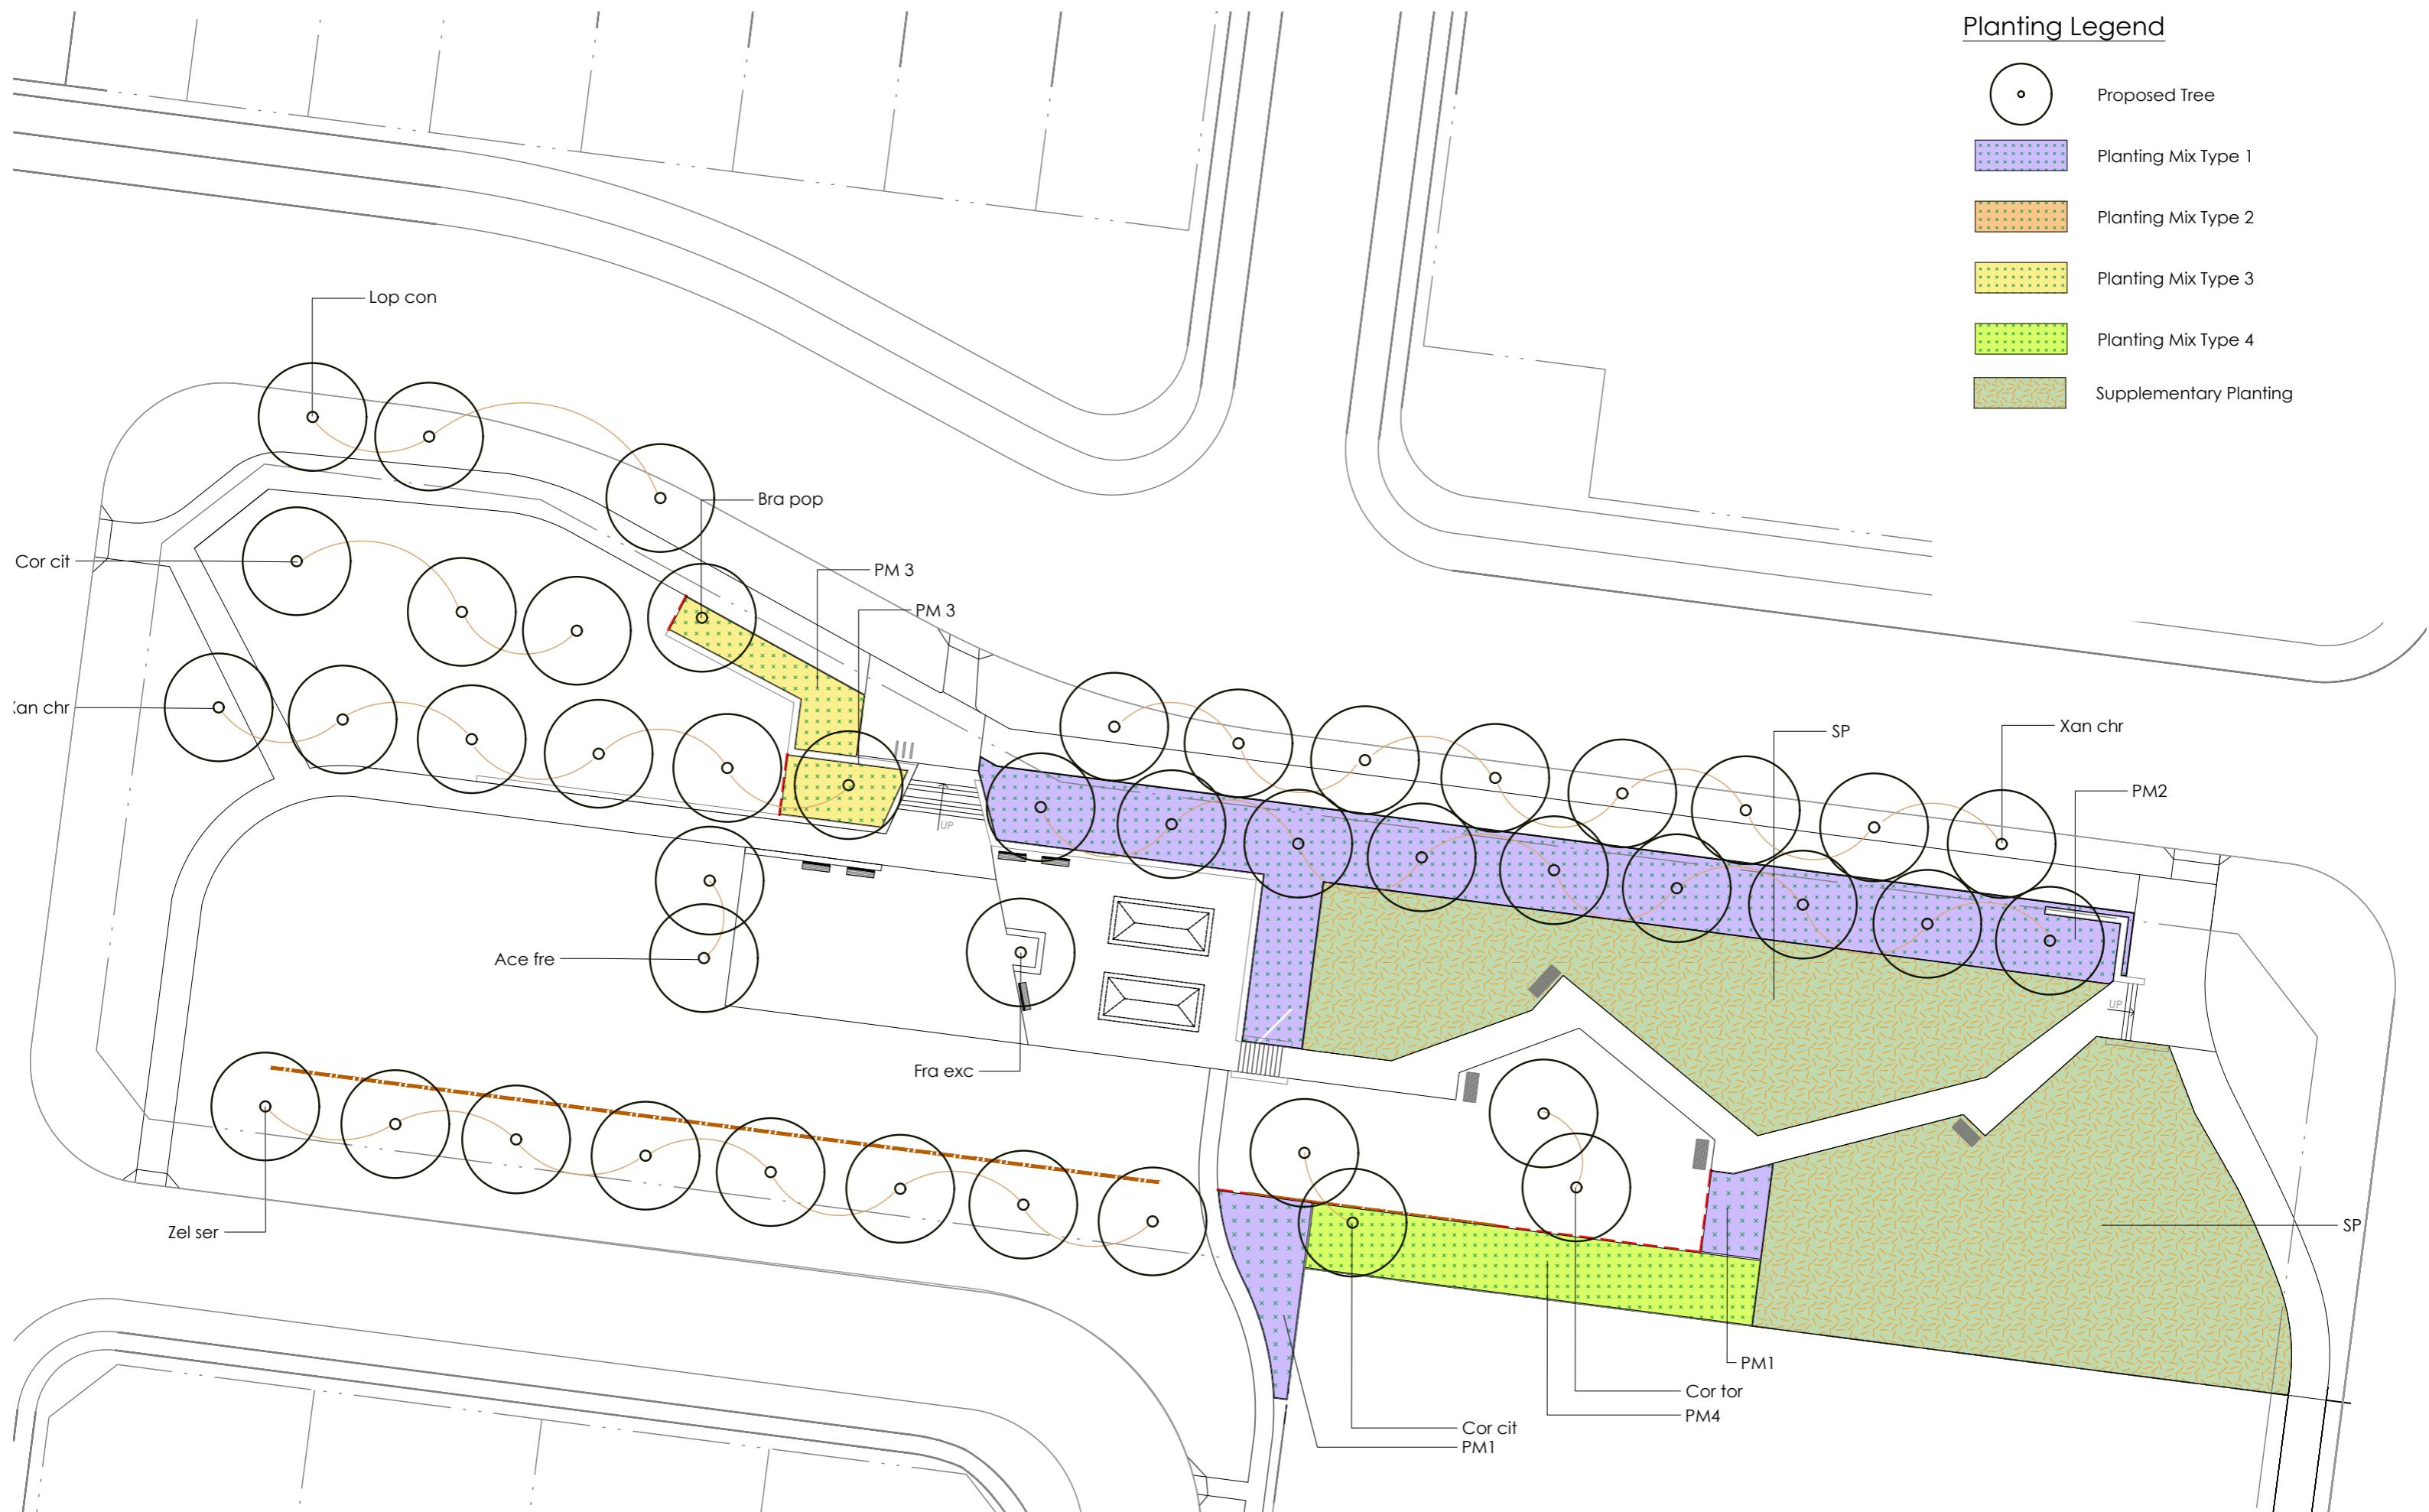 Planting Legend
Proposed Tree
Planting Mix Type 1
Planting Mix Type 2
Planting Mix Type 3
Planting Mix Type 4
Supplementary Planting
Lop con
Bra pop
Cor cit
PM 3
PM 3
Xan chr
SP
Xan chr
PM2
UP
Ace fre
UP
Fra exc
Zel ser
SP
PM1
Cor tor
PM4
Cor cit
PM1